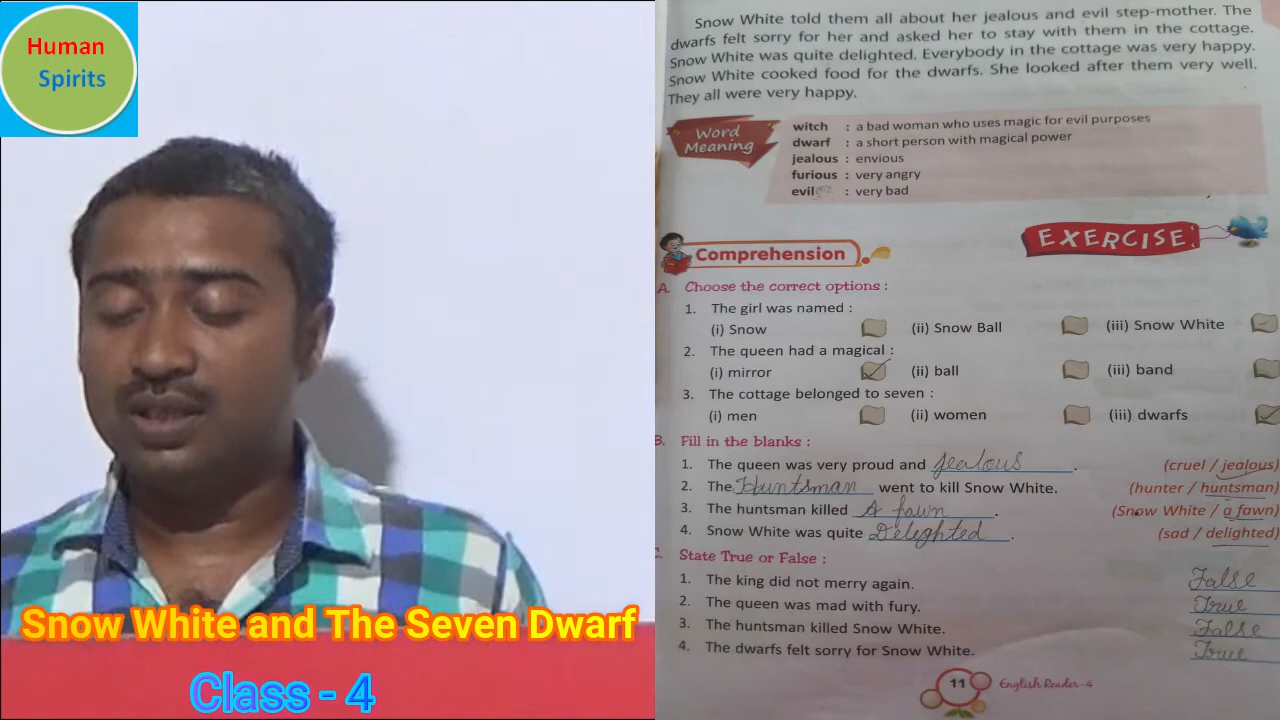 Human
Spirits
Snow White and The Seven Dwarf
Class - 4
Snow White told them all about her jealous and evil step-mother. The
dwarfs felt sorry for her and asked her to stay with them in the cottage.
Snow White was quite delighted. Everybody in the cottage was very happy.
Snow White cooked food for the dwarfs. She looked after them very well.
They all were very happy.
Word
Meaning
witch : a bad woman who uses magic for evil purposes
dwarf : a short person with magical power
jealous : envious
furious : very angry
evil : very bad
EXERCISE
Comprehension
A. Choose the correct options :
1. The girl was named :
(i) Snow (ii) Snow Ball (iii) Snow White
2. The queen had a magical :
(i) mirror (ii) ball (iii) band
3. The cottage belonged to seven :
(i) men (ii) women (iii) dwarfs
B. Fill in the blanks :
1. The queen was very proud and jealous. (cruel / jealous)
2. The Huntsman went to kill Snow White. (hunter / huntsman)
3. The huntsman killed A fawn. (Snow White / a fawn)
4. Snow White was quite Deleghted. (sad / delighted)
C. State True or False :
1. The king did not merry again. False
2. The queen was mad with fury. True
3. The huntsman killed Snow White. False
4. The dwarfs felt sorry for Snow White. True
11 English Reader-4